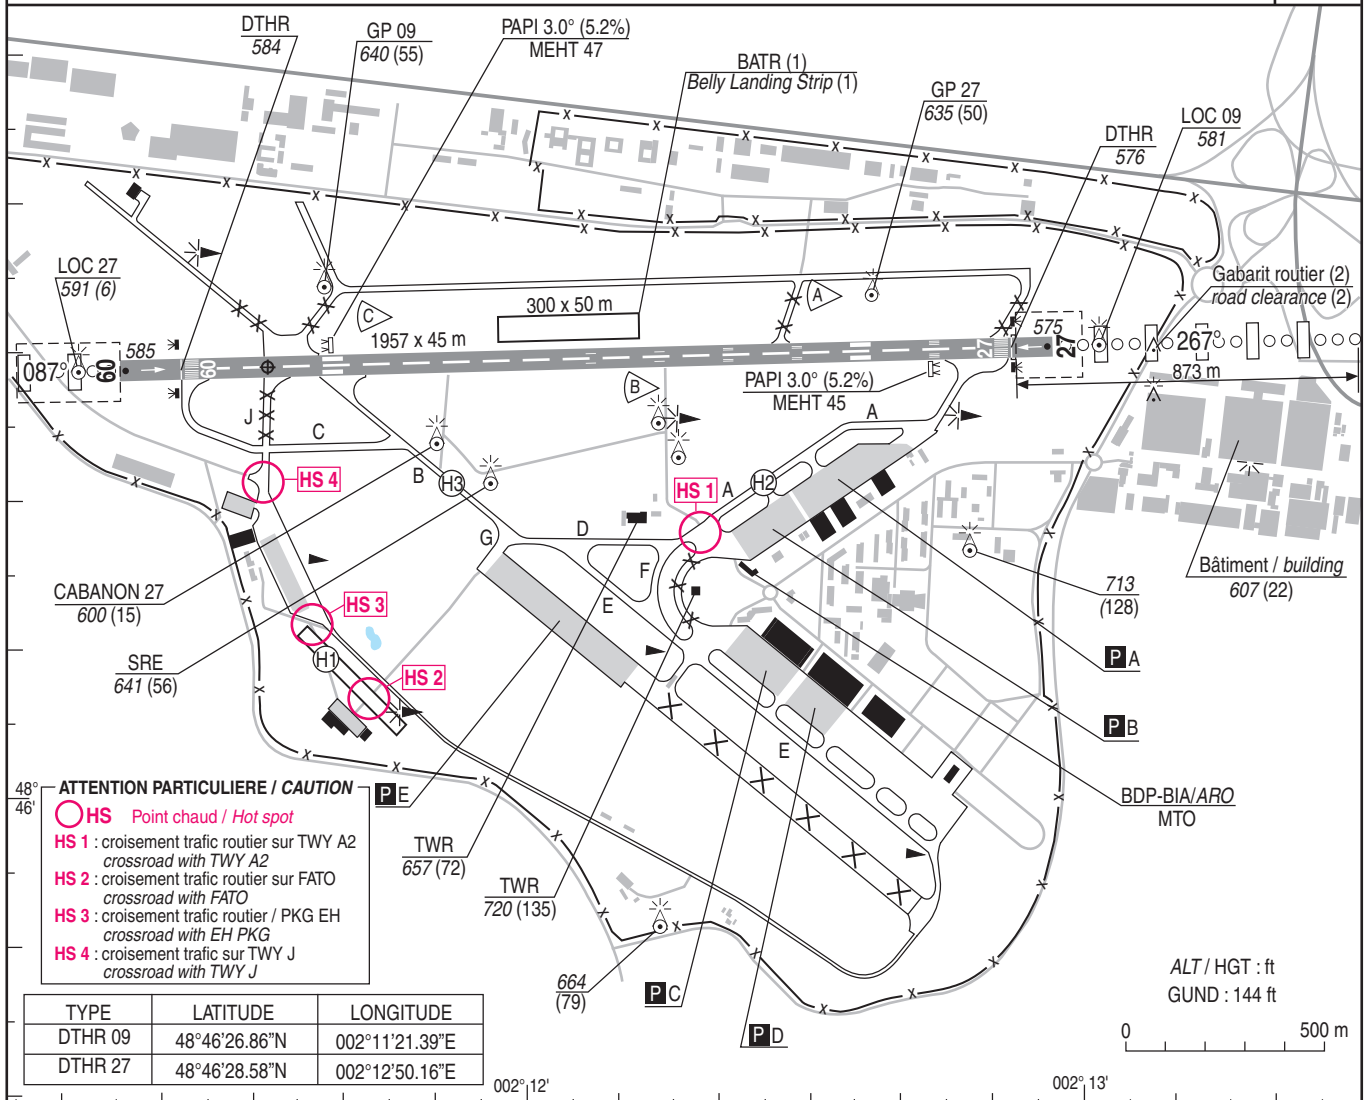 DTHR
584
GP 09
640 (55)
PAPI 3.0° (5.2%)
MEHT 47
BATR (1)
Belly Landing Strip (1)
GP 27
635 (50)
DTHR
576
LOC 09
581
LOC 27
591 (6)
Gabarit routier (2)
road clearance (2)
A
C
300 x 50 m
1957 x 45 m
575
585
087°
09
09
27
27
267°
873 m
PAPI 3.0° (5.2%)
MEHT 45
B
J
C
A
HS 4
B
H3
HS 1
A
H2
G
D
F
E
CABANON 27
600 (15)
HS 3
713
(128)
Bâtiment / building
607 (22)
SRE
641 (56)
H1
HS 2
P A
P B
E
P E
BDP-BIA/ARO
MTO
48°
46'
ATTENTION PARTICULIERE / CAUTION
HS Point chaud / Hot spot
HS 1 : croisement trafic routier sur TWY A2
crossroad with TWY A2
HS 2 : croisement trafic routier sur FATO
crossroad with FATO
HS 3 : croisement trafic routier / PKG EH
crossroad with EH PKG
HS 4 : croisement trafic sur TWY J
crossroad with TWY J
TWR
657 (72)
TWR
720 (135)
664
(79)
P C
P D
ALT / HGT : ft
GUND : 144 ft
0 500 m
TYPE LATITUDE LONGITUDE
DTHR 09 48°46'26.86"N 002°11'21.39"E
DTHR 27 48°46'28.58"N 002°12'50.16"E
002°12'
002°13'